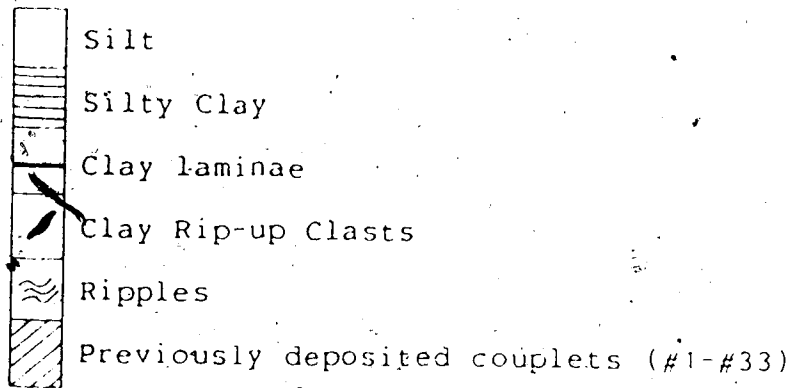 Silt
Silty Clay
Clay laminae
Clay Rip-up Clasts
Ripples
Previously deposited couplets (#1-#33)